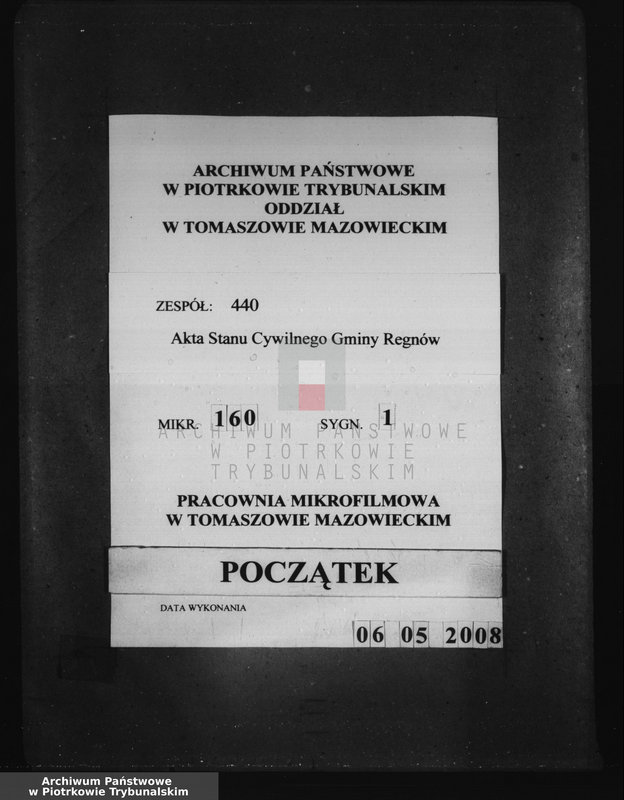 ARCHIWUM PAŃSTWOWE
W PIOTRKOWIE TRYBUNALSKIM
ODDZIAŁ
W TOMASZOWIE MAZOWIECKIM
ZESPÓŁ: 440
Akta Stanu Cywilnego Gminy Regnów
MIKR. 160 SYGN. 1
ARCHIWUM PAŃSTWOWE
W PIOTRKOWIE
TRYBUNALSKIM
PRACOWNIA MIKROFILMOWA
W TOMASZOWIE MAZOWIECKIM
POCZĄTEK
DATA WYKONANIA
06 05 2008
Archiwum Państwowe
w Piotrkowie Trybunalskim